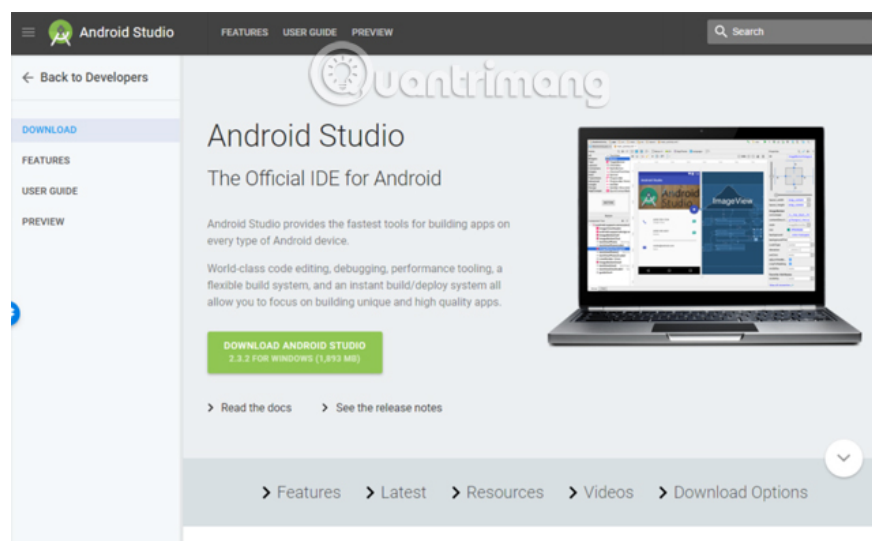 Android Studio
FEATURES USER GUIDE PREVIEW
Search
Quantrimang
Back to Developers
DOWNLOAD
FEATURES
USER GUIDE
PREVIEW
Android Studio
The Official IDE for Android
Android Studio provides the fastest tools for building apps on
every type of Android device.
World-class code editing, debugging, performance tooling, a
flexible build system, and an instant build/deploy system all
allow you to focus on building unique and high quality apps.
DOWNLOAD ANDROID STUDIO
2.3.2 FOR WINDOWS (1,893 MB)
Read the docs
See the release notes
Android Studio
ImageView
Features Latest Resources Videos Download Options